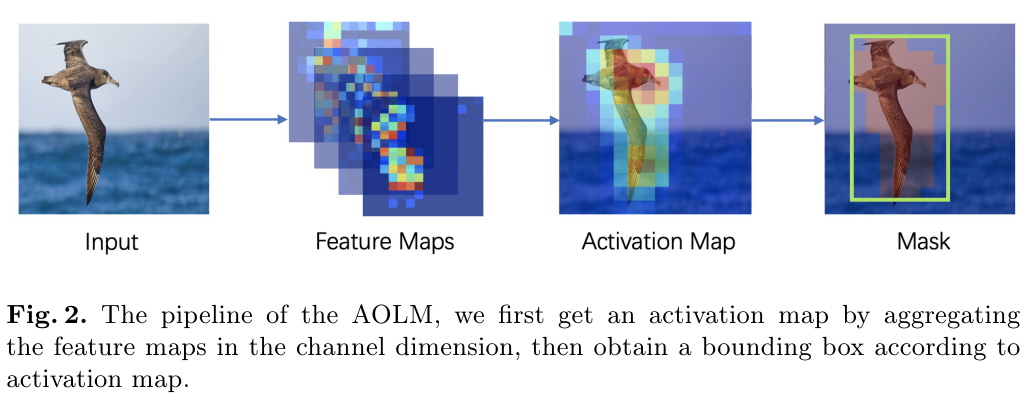 Input
Feature Maps
Activation Map
Mask
Fig. 2. The pipeline of the AOLM, we first get an activation map by aggregating
the feature maps in the channel dimension, then obtain a bounding box according to
activation map.